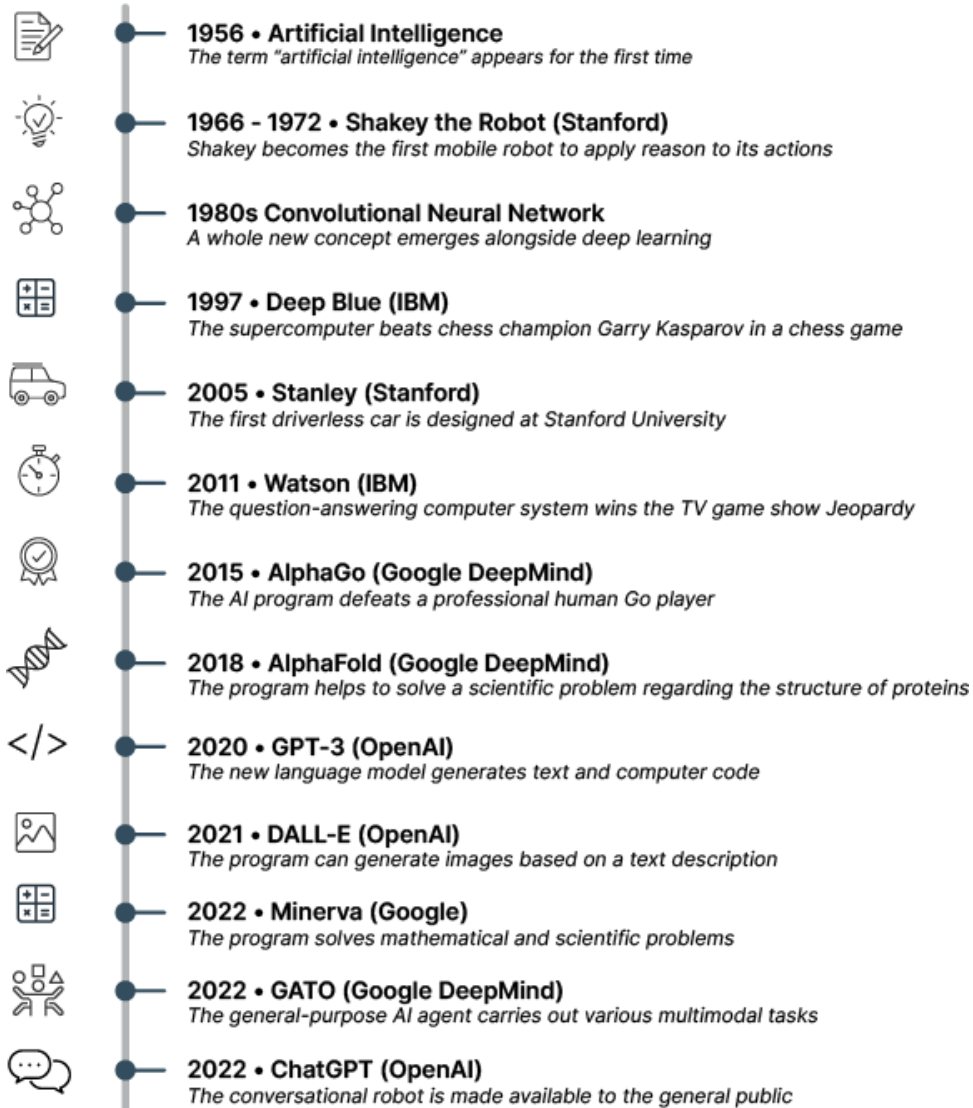 1956 • Artificial Intelligence
The term “artificial intelligence” appears for the first time
1966 - 1972 • Shakey the Robot (Stanford)
Shakey becomes the first mobile robot to apply reason to its actions
1980s Convolutional Neural Network
A whole new concept emerges alongside deep learning
1997 • Deep Blue (IBM)
The supercomputer beats chess champion Garry Kasparov in a chess game
2005 • Stanley (Stanford)
The first driverless car is designed at Stanford University
2011 • Watson (IBM)
The question-answering computer system wins the TV game show Jeopardy
2015 • AlphaGo (Google DeepMind)
The AI program defeats a professional human Go player
2018 • AlphaFold (Google DeepMind)
The program helps to solve a scientific problem regarding the structure of proteins
2020 • GPT-3 (OpenAI)
The new language model generates text and computer code
2021 • DALL-E (OpenAI)
The program can generate images based on a text description
2022 • Minerva (Google)
The program solves mathematical and scientific problems
2022 • GATO (Google DeepMind)
The general-purpose AI agent carries out various multimodal tasks
2022 • ChatGPT (OpenAI)
The conversational robot is made available to the general public